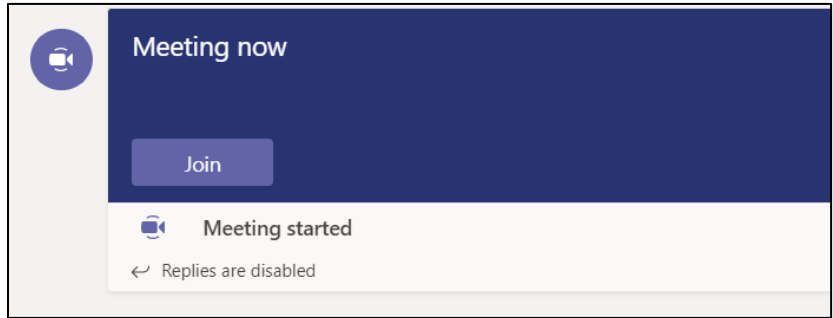 Meeting now
Join
Meeting started
Replies are disabled